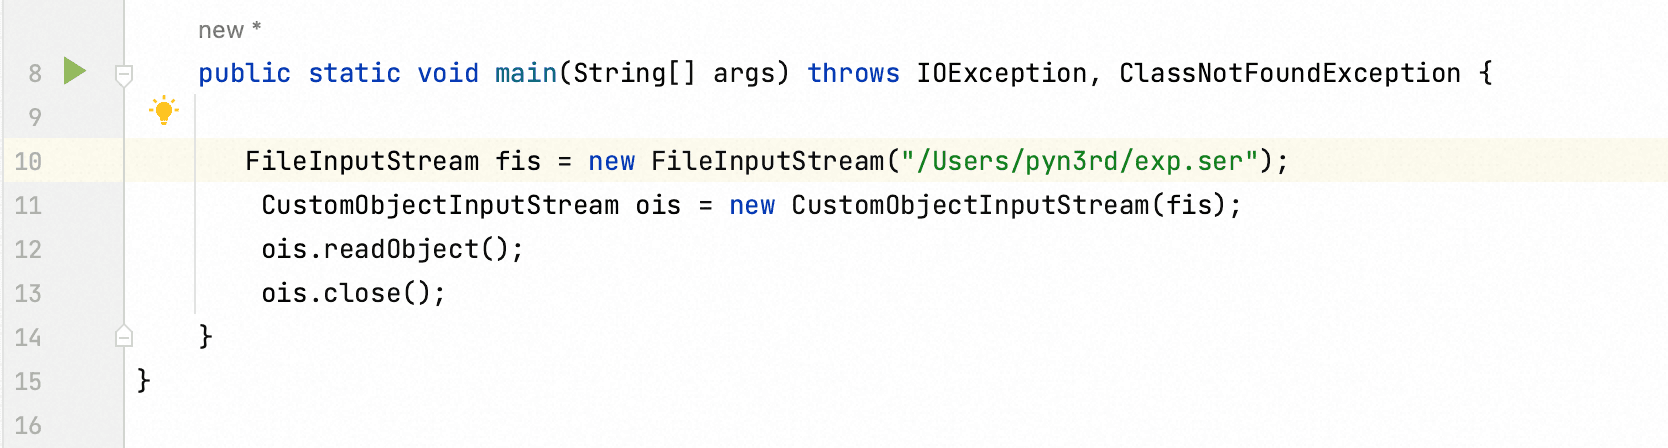 new *
8 public static void main(String[] args) throws IOException, ClassNotFoundException {
9
10 FileInputStream fis = new FileInputStream("/Users/pyn3rd/exp.ser");
11 CustomObjectInputStream ois = new CustomObjectInputStream(fis);
12 ois.readObject();
13 ois.close();
14 }
15 }
16